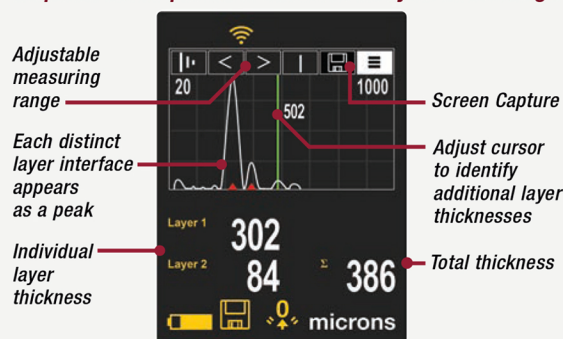 Adjustable
measuring
range
Each distinct
layer interface
appears
as a peak
Individual
layer
thickness
< >
20
1000
502
Layer 1
302
Layer 2
84
Σ
386
0
microns
Screen Capture
Adjust cursor
to identify
additional layer
thicknesses
Total thickness